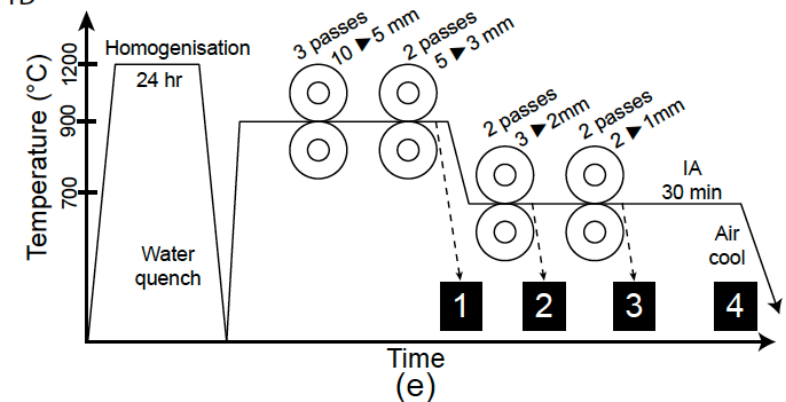 Temperature (°C)
1200
900
700
Homogenisation
24 hr
Water
quench
3 passes
10 ▶ 5 mm
2 passes
5 ▶ 3 mm
2 passes
3 ▶ 2mm
2 passes
2 ▶ 1mm
IA
30 min
Air
cool
1
2
3
4
Time
(e)